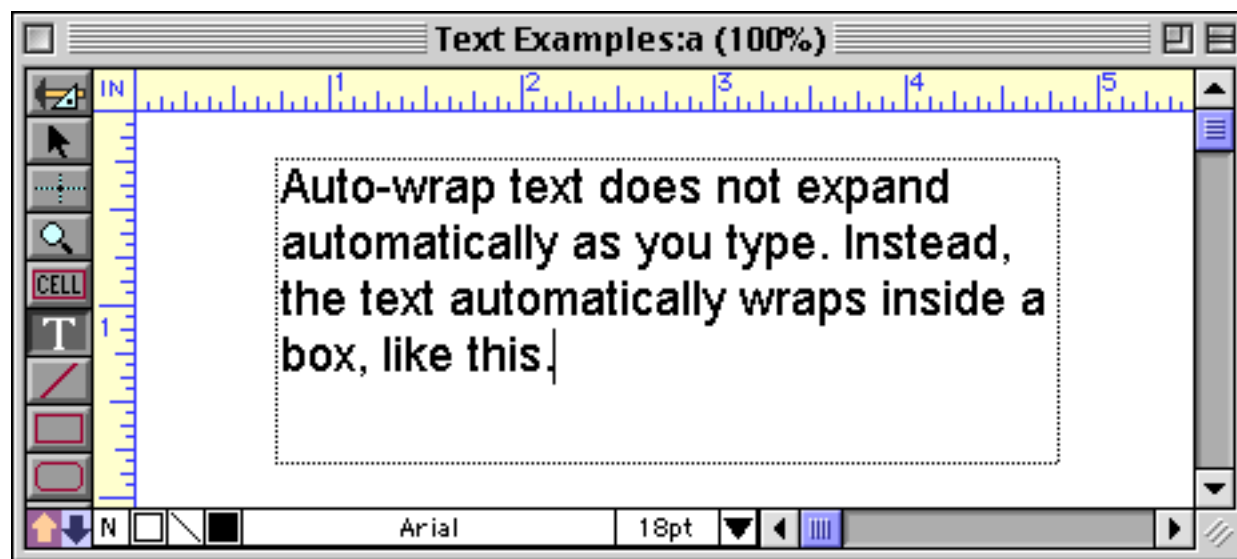 Text Examples:a (100%)
IN 1 2 3 4 5
Auto-wrap text does not expand
automatically as you type. Instead,
the text automatically wraps inside a
box, like this.
CELL
T
1
N Arial 18pt